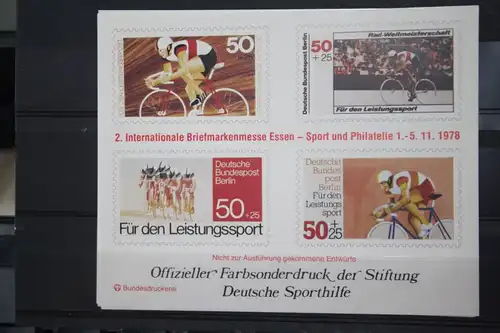 50
Rad-Weltmeisterschaft
Deutsche Bundespost Berlin
50
+25
Für den Leistungssport
2. Internationale Briefmarkenmesse Essen – Sport und Philatelie 1.-5. 11. 1978
Deutsche
Bundespost
Berlin
50+25
Für den Leistungssport
Deutsche
Bundes
post
Berlin
Für den
Leistungs
sport
50+25
Nicht zur Ausführung gekommene Entwürfe
Offizieller Farbsonderdruck der Stiftung
Deutsche Sporthilfe
Bundesdruckerei